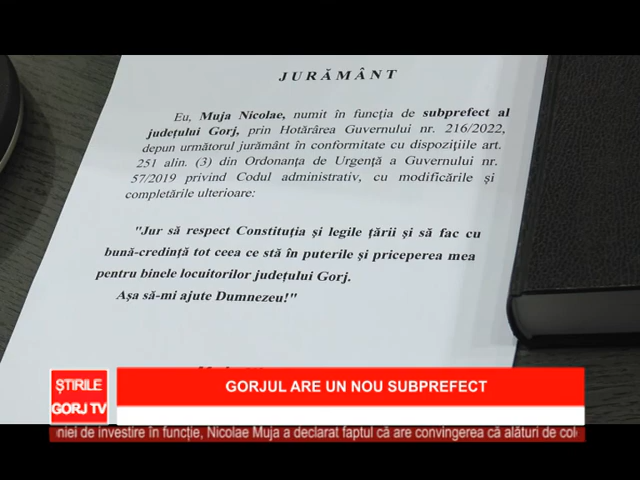 JURĂMÂNT
Eu, Muja Nicolae, numit în funcția de subprefect al
județului Gorj, prin Hotărârea Guvernului nr. 216/2022,
depun următorul jurământ în conformitate cu dispozițiile art.
251 alin. (3) din Ordonanța de Urgență a Guvernului nr.
57/2019 privind Codul administrativ, cu modificările și
completările ulterioare:
"Jur să respect Constituția și legile țării și să fac cu
bună-credință tot ceea ce stă în puterile și priceperea mea
pentru binele locuitorilor județului Gorj.
Așa să-mi ajute Dumnezeu!"
ȘTIRILE
GORJ TV
GORJUL ARE UN NOU SUBPREFECT
niei de investire în funcție, Nicolae Muja a declarat faptul că are convingerea că alături de col